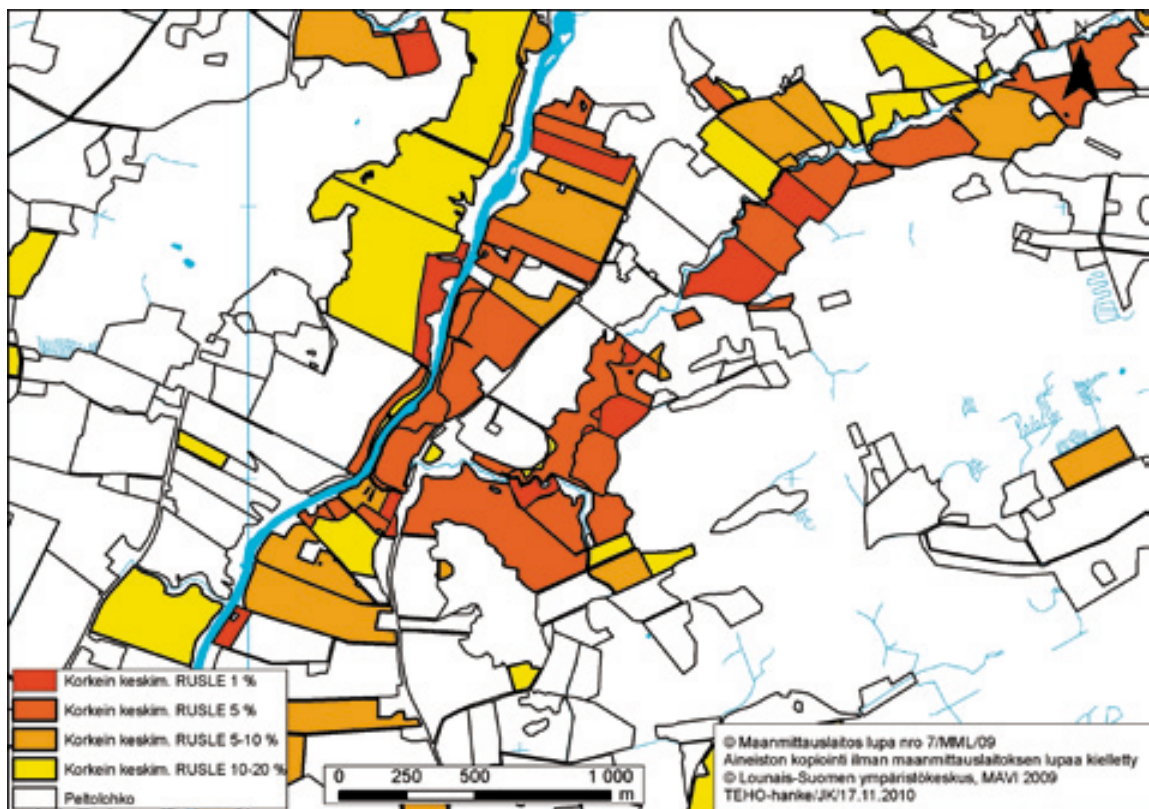 Korkein keskim. RUSLE 1 %
Korkein keskim. RUSLE 5 %
Korkein keskim. RUSLE 5-10 %
Korkein keskim. RUSLE 10-20 %
Peltolohko
0 250 500 1 000
m
© Maanmittauslaitos lupa nro 7/MML/09
Aineiston kopiointi ilman maanmittauslaitoksen lupaa kielletty
© Lounais-Suomen ympäristökeskus, MAVI 2009
TEHO-hanke/JK/17.11.2010